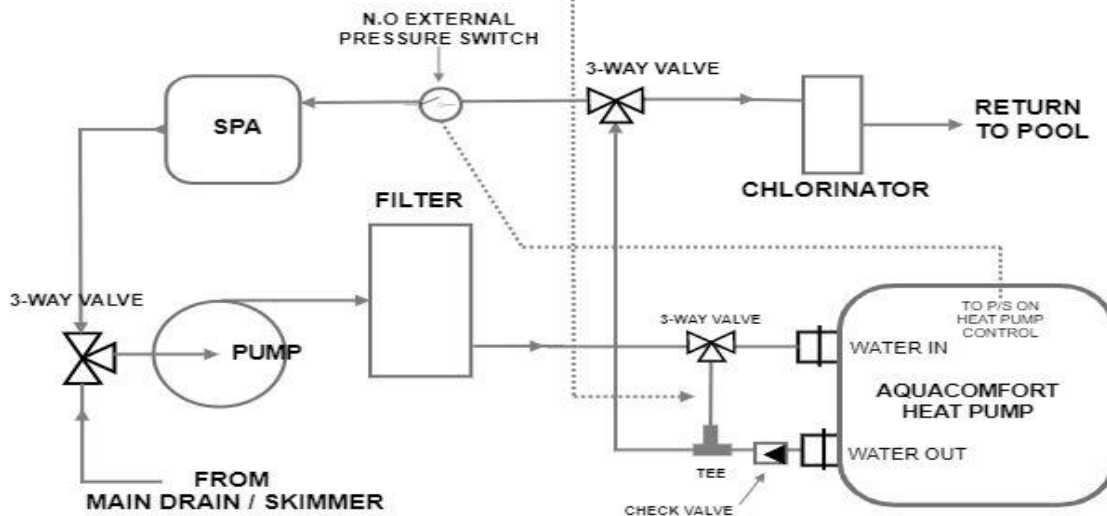 N.O EXTERNAL
PRESSURE SWITCH
3-WAY VALVE
SPA
RETURN
TO POOL
CHLORINATOR
FILTER
3-WAY VALVE
PUMP
3-WAY VALVE
TO P/S ON
HEAT PUMP
CONTROL
WATER IN
AQUACOMFORT
HEAT PUMP
WATER OUT
TEE
CHECK VALVE
FROM
MAIN DRAIN / SKIMMER